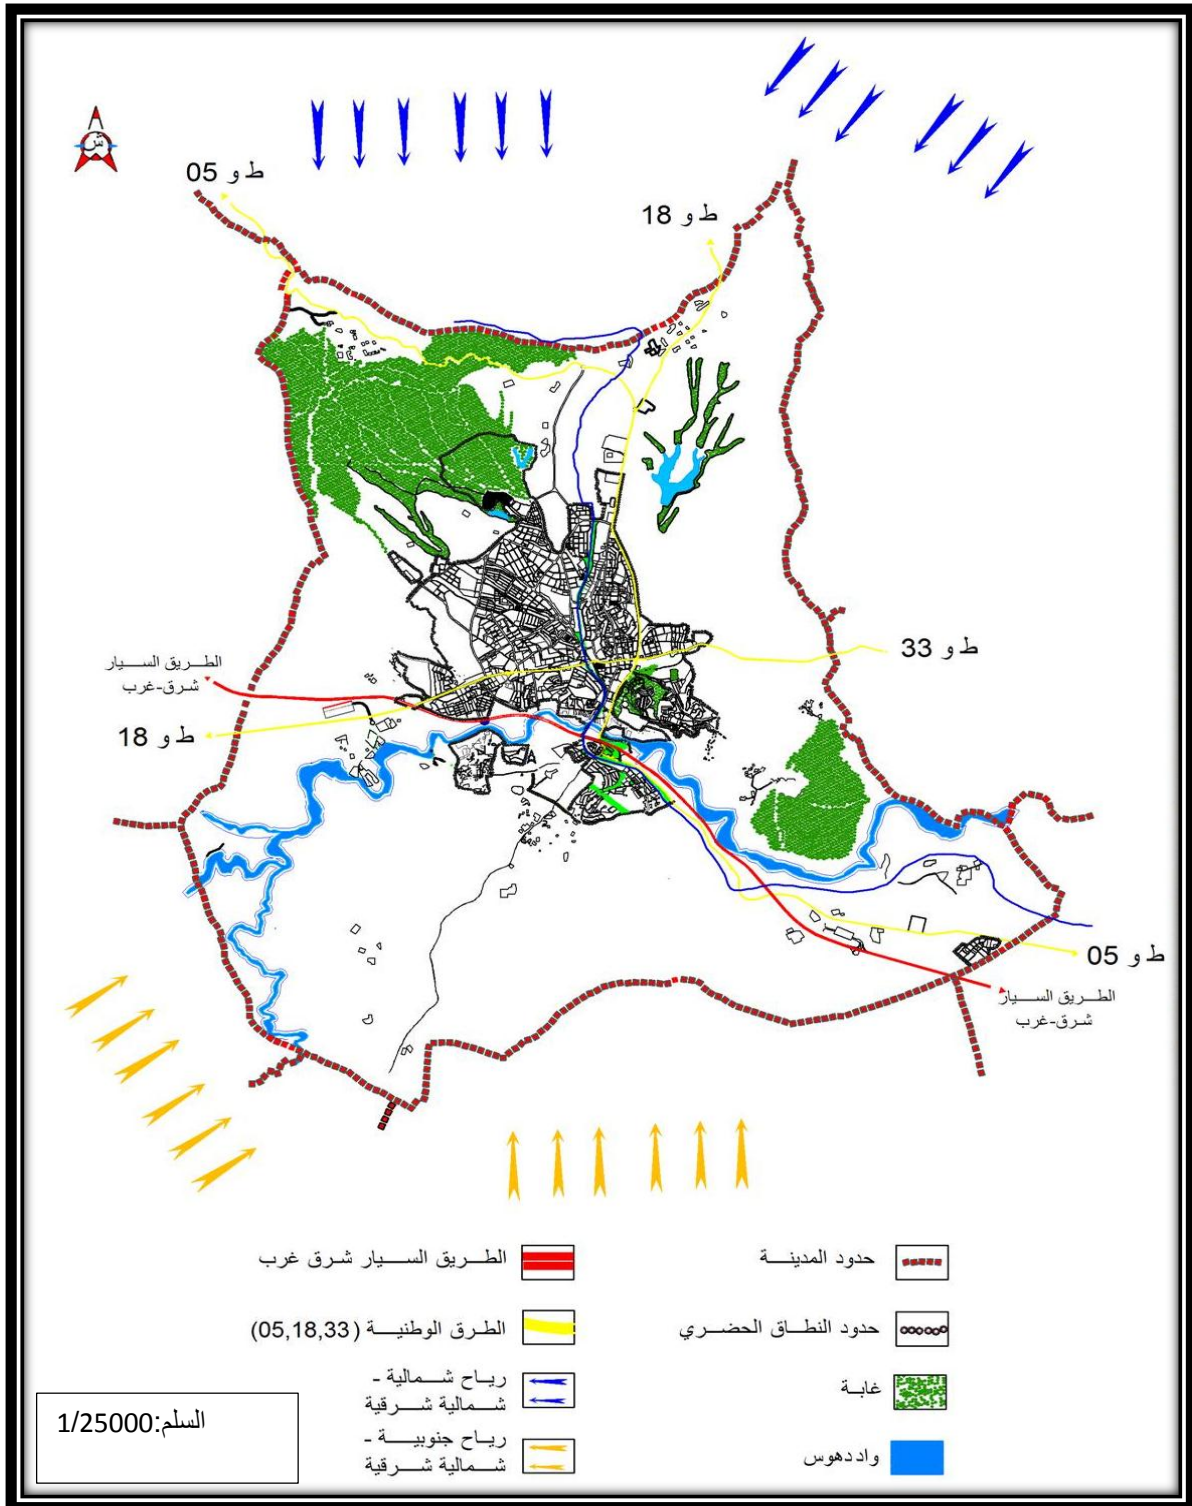 ش
ط و 05
ط و 18
ط و 33
الطريق السيار
شرق-غرب
ط و 18
A
ط و 05
الطريق السيار
شرق-غرب
حدود المدينة
الطريق السيار شرق غرب
حدود النطاق الحضري
الطرق الوطنية (05,18,33)
غابة
رياح شمالية -
شمالية شرقية
واد دهوس
رياح جنوبية -
شمالية شرقية
السلم:1/25000